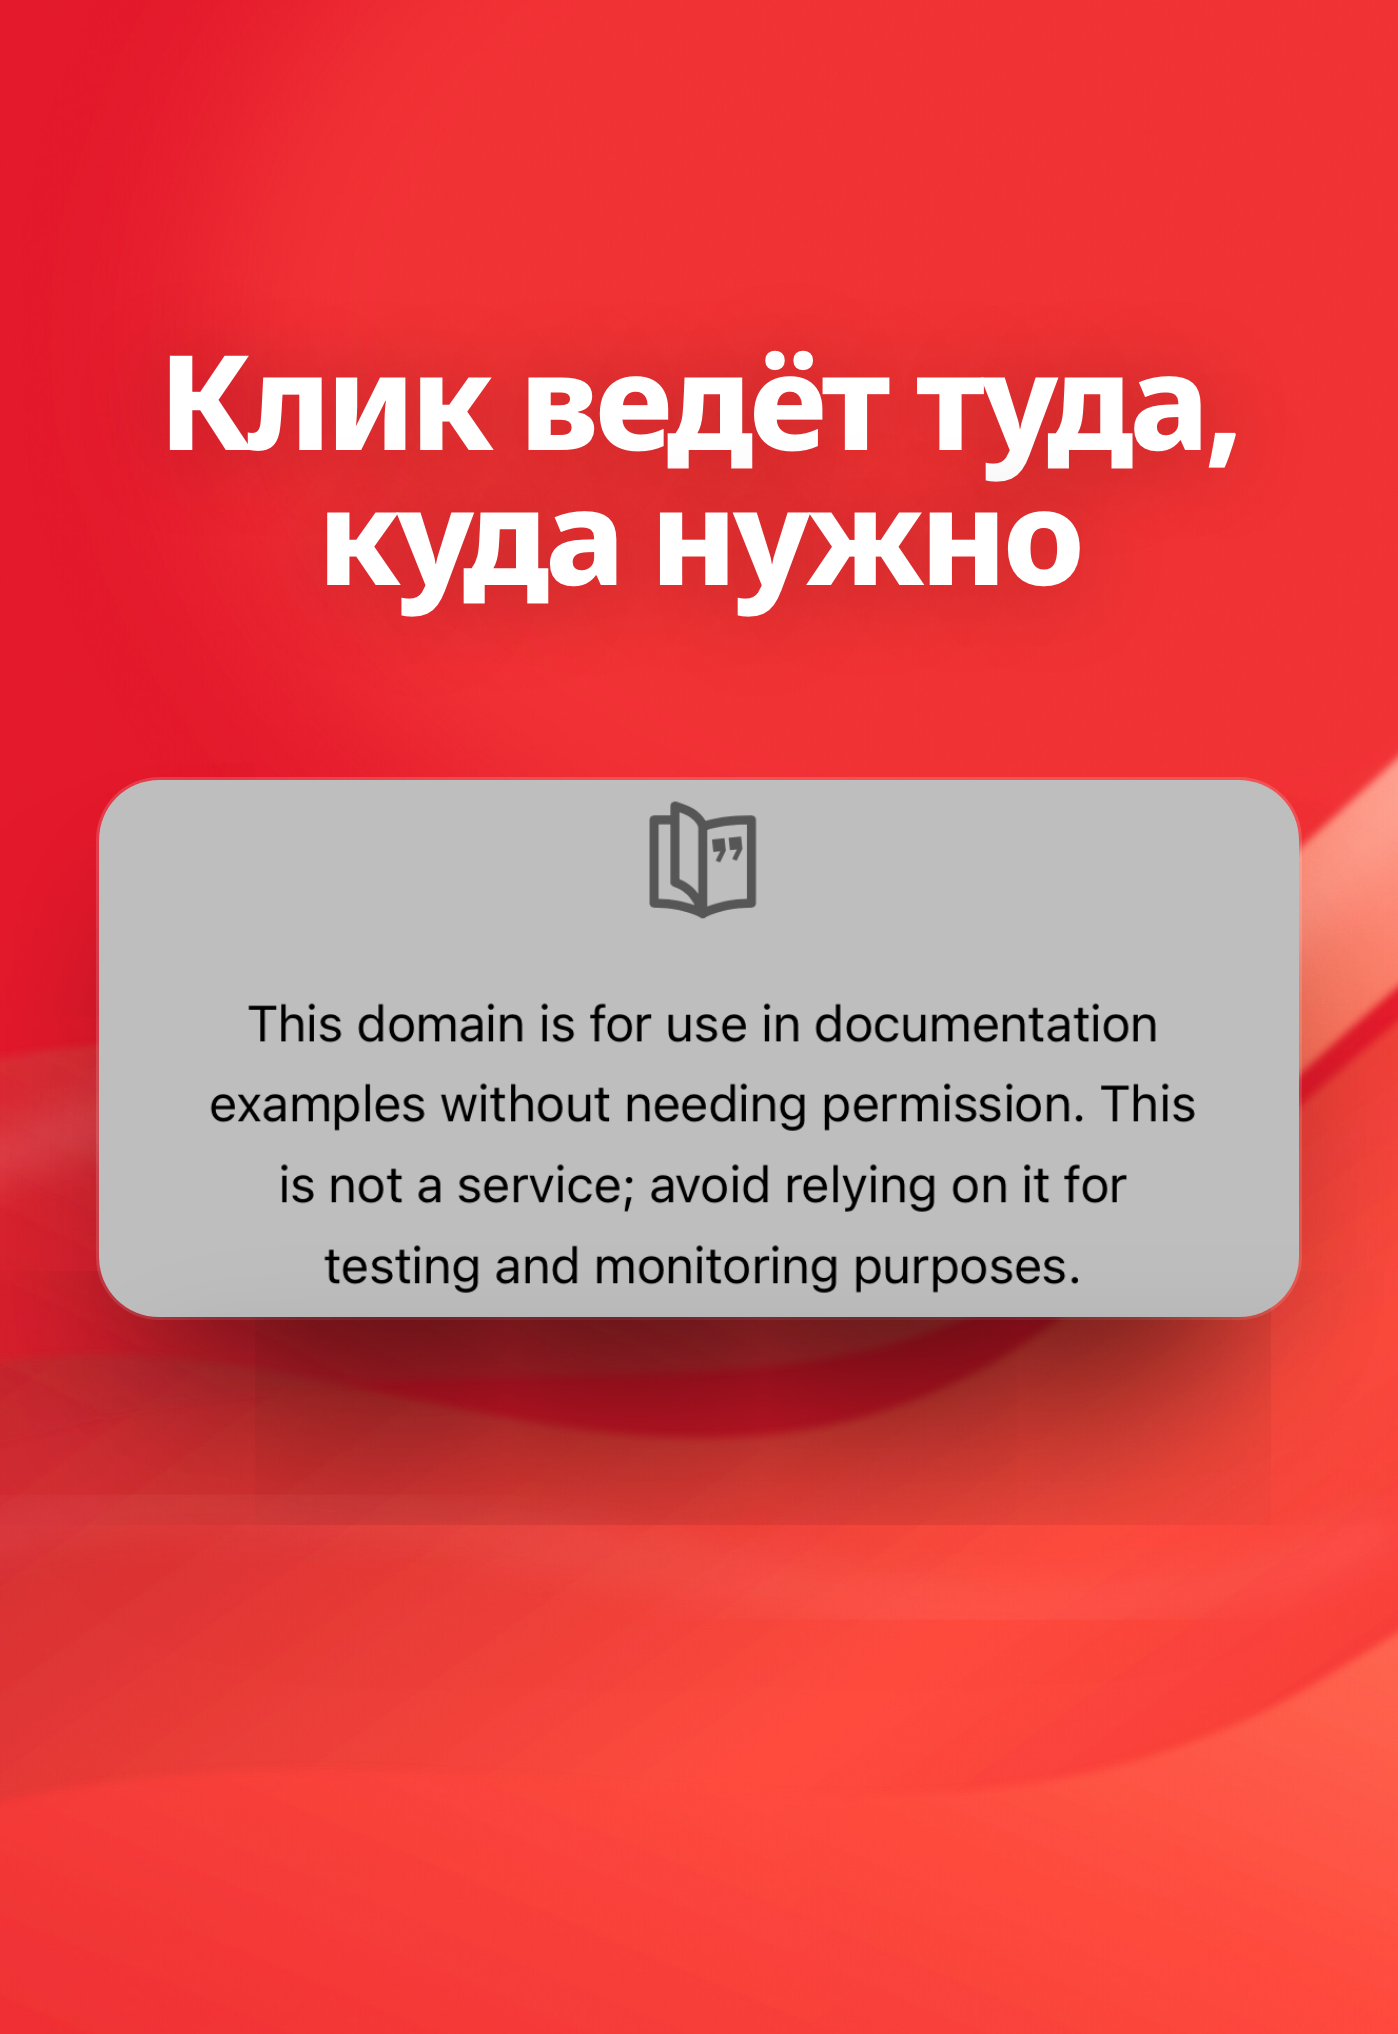 Клик ведёт туда,
куда нужно
This domain is for use in documentation
examples without needing permission. This
is not a service; avoid relying on it for
testing and monitoring purposes.